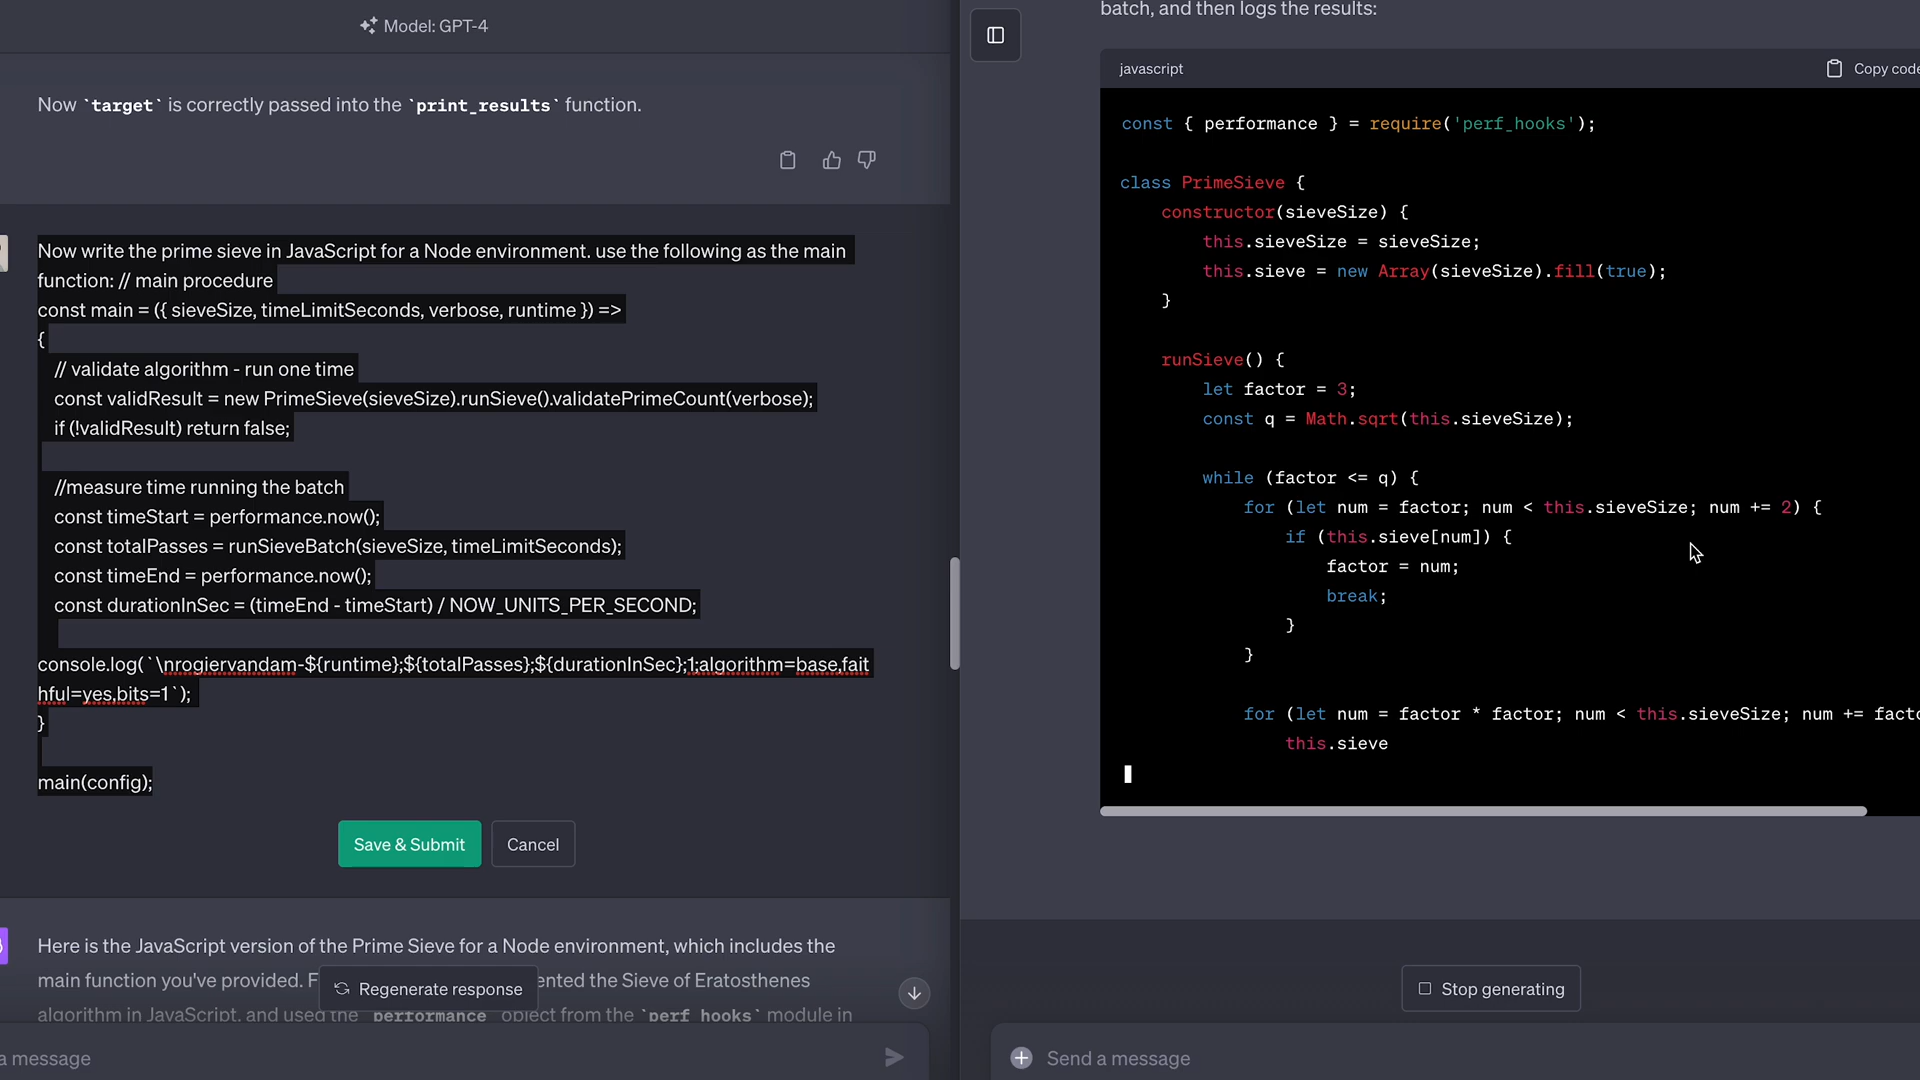 Model: GPT-4
Now `target` is correctly passed into the `print_results` function.
Now write the prime sieve in JavaScript for a Node environment. use the following as the main
function: // main procedure
const main = ({ sieveSize, timeLimitSeconds, verbose, runtime }) =>
{
// validate algorithm - run one time
const validResult = new PrimeSieve(sieveSize).runSieve().validatePrimeCount(verbose);
if (!validResult) return false;
//measure time running the batch
const timeStart = performance.now();
const totalPasses = runSieveBatch(sieveSize, timeLimitSeconds);
const timeEnd = performance.now();
const durationInSec = (timeEnd - timeStart) / NOW_UNITS_PER_SECOND;
console.log(`\nrogiervandam-${runtime};${totalPasses};${durationInSec};1;algorithm=base,fait
hful=yes,bits=1`);
}
main(config);
Save & Submit
Cancel
Here is the JavaScript version of the Prime Sieve for a Node environment, which includes the
main function you've provided. F
ented the Sieve of Eratosthenes
Regenerate response
algorithm in JavaScript, and used the `performance` object from the `perf_hooks` module in
a message
batch, and then logs the results:
javascript
Copy code
const { performance } = require('perf_hooks');
class PrimeSieve {
constructor(sieveSize) {
this.sieveSize = sieveSize;
this.sieve = new Array(sieveSize).fill(true);
}
runSieve() {
let factor = 3;
const q = Math.sqrt(this.sieveSize);
while (factor <= q) {
for (let num = factor; num < this.sieveSize; num += 2) {
if (this.sieve[num]) {
factor = num;
break;
}
}
for (let num = factor * factor; num < this.sieveSize; num += facto
this.sieve
Stop generating
Send a message